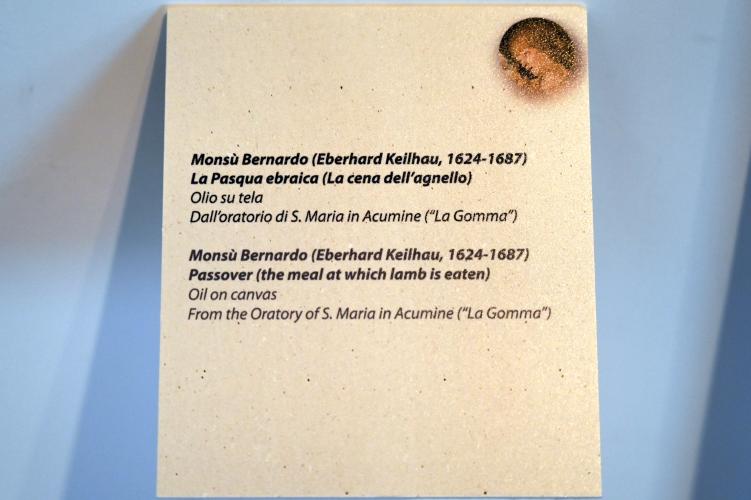 Monsù Bernardo (Eberhard Keilhau, 1624-1687)
La Pasqua ebraica (La cena dell'agnello)
Olio su tela
Dall'oratorio di S. Maria in Acumine ("La Gomma")
Monsù Bernardo (Eberhard Keilhau, 1624-1687)
Passover (the meal at which lamb is eaten)
Oil on canvas
From the Oratory of S. Maria in Acumine ("La Gomma")